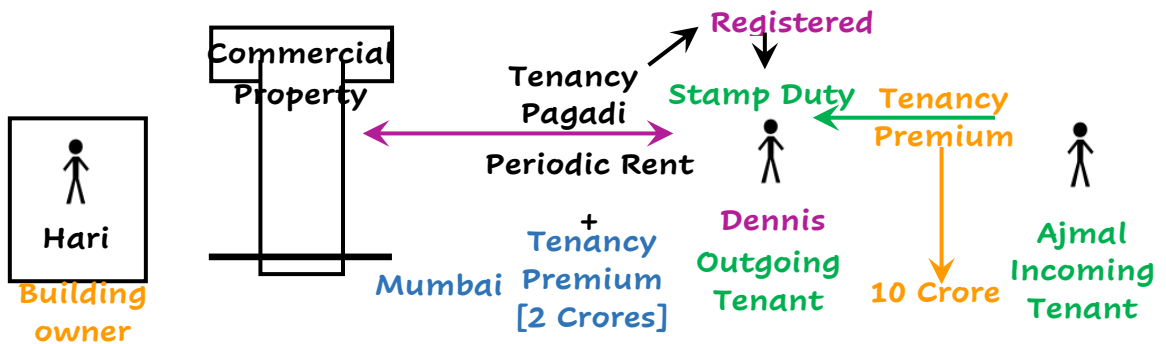 Registered
Commercial
Property
Tenancy
Pagadi
Stamp Duty
Tenancy
Premium
Periodic Rent
Hari
Building
owner
Mumbai
+
Tenancy
Premium
[2 Crores]
Dennis
Outgoing
Tenant
10 Crore
Ajmal
Incoming
Tenant